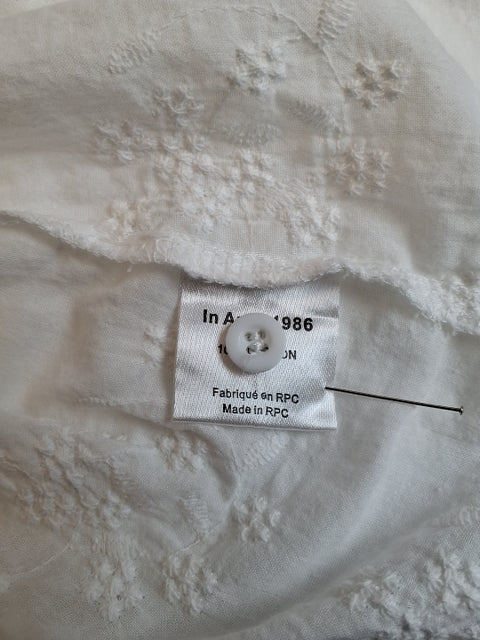 In 1986
Fabriqué en RPC
Made in RPC